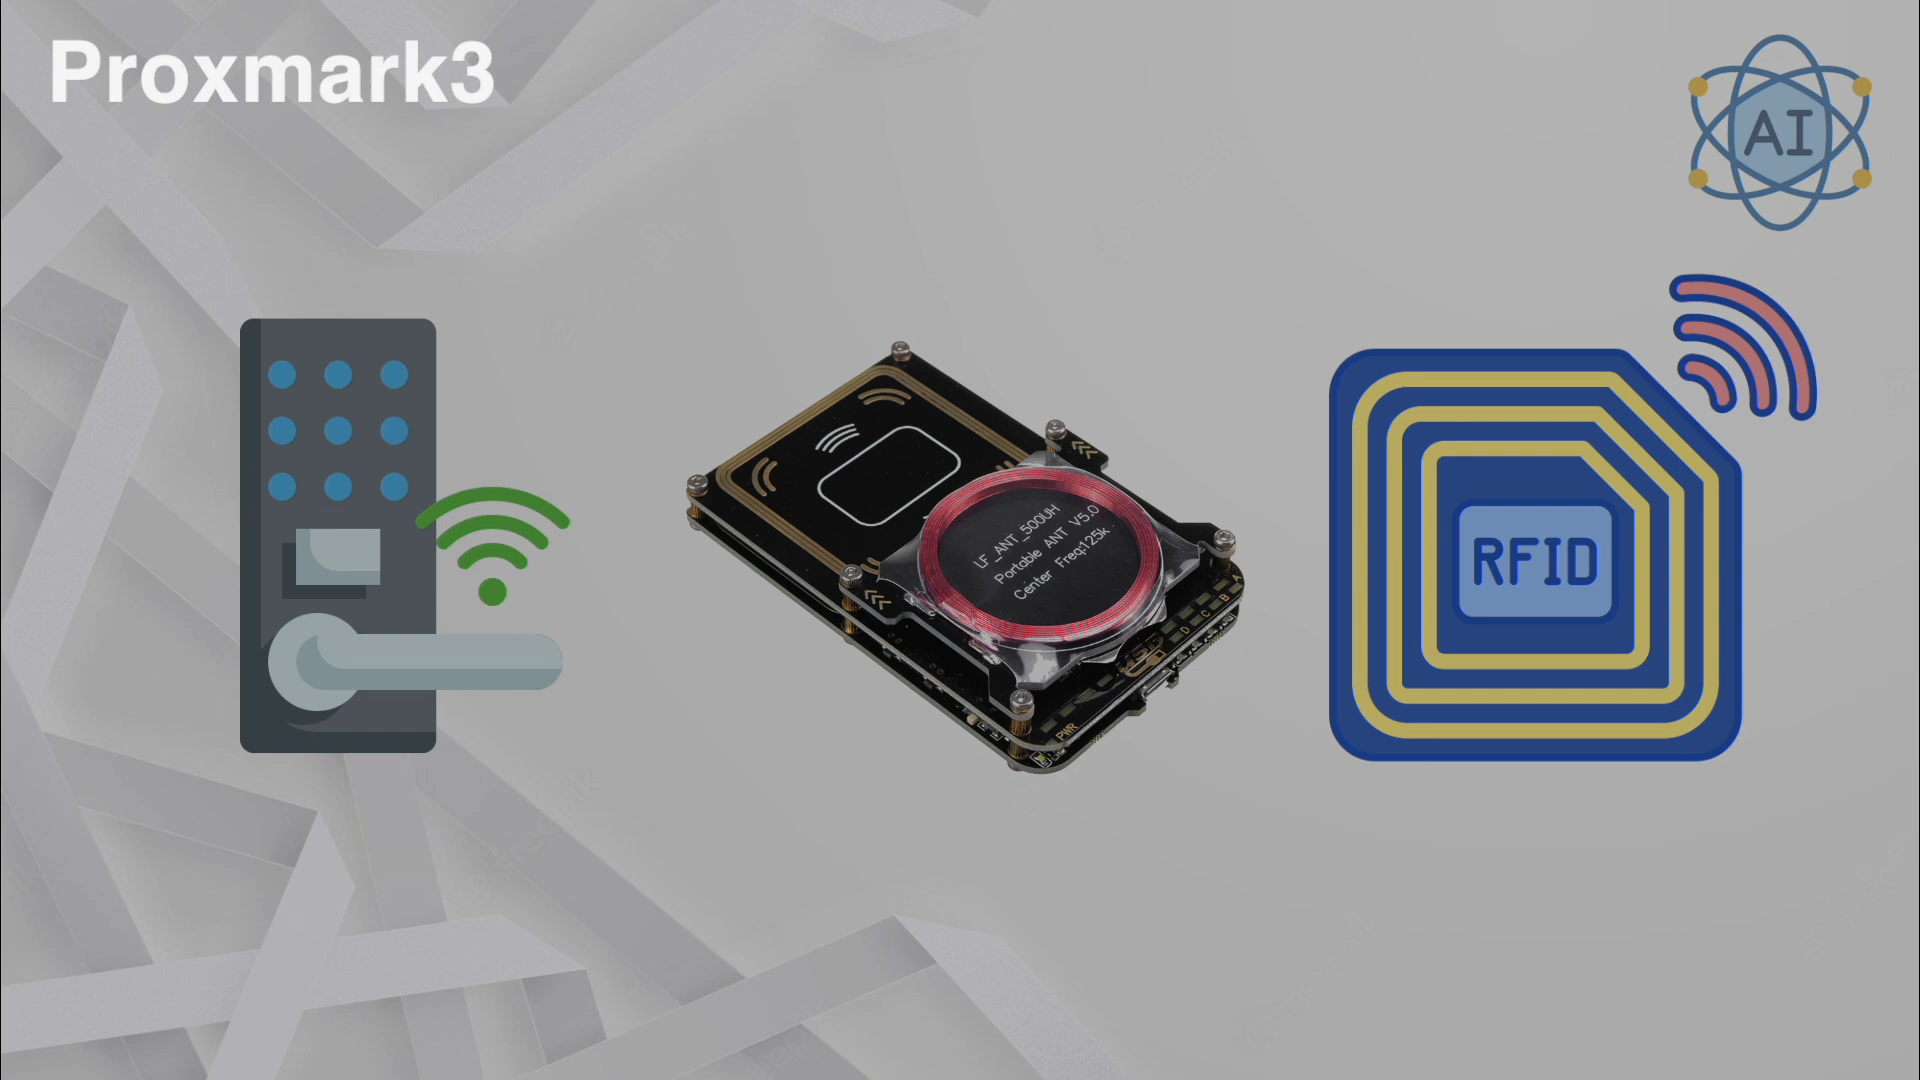 Proxmark3
AI
LF_ANT_500UH
Portable ANT V5.0
Center Freq:125k
A
B
C
D
PWR
RFID